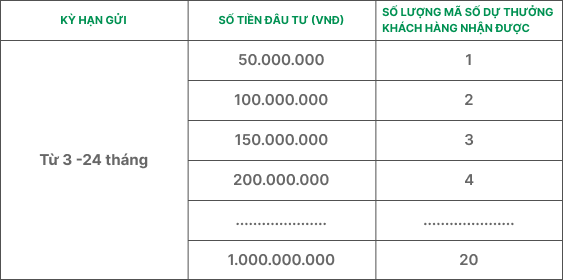 KỲ HẠN GỬI
SỐ TIỀN ĐẦU TƯ (VNĐ)
SỐ LƯỢNG MÃ SỐ DỰ THƯỞNG
KHÁCH HÀNG NHẬN ĐƯỢC
Từ 3 -24 tháng
50.000.000 1
100.000.000 2
150.000.000 3
200.000.000 4
..................... .....................
1.000.000.000 20